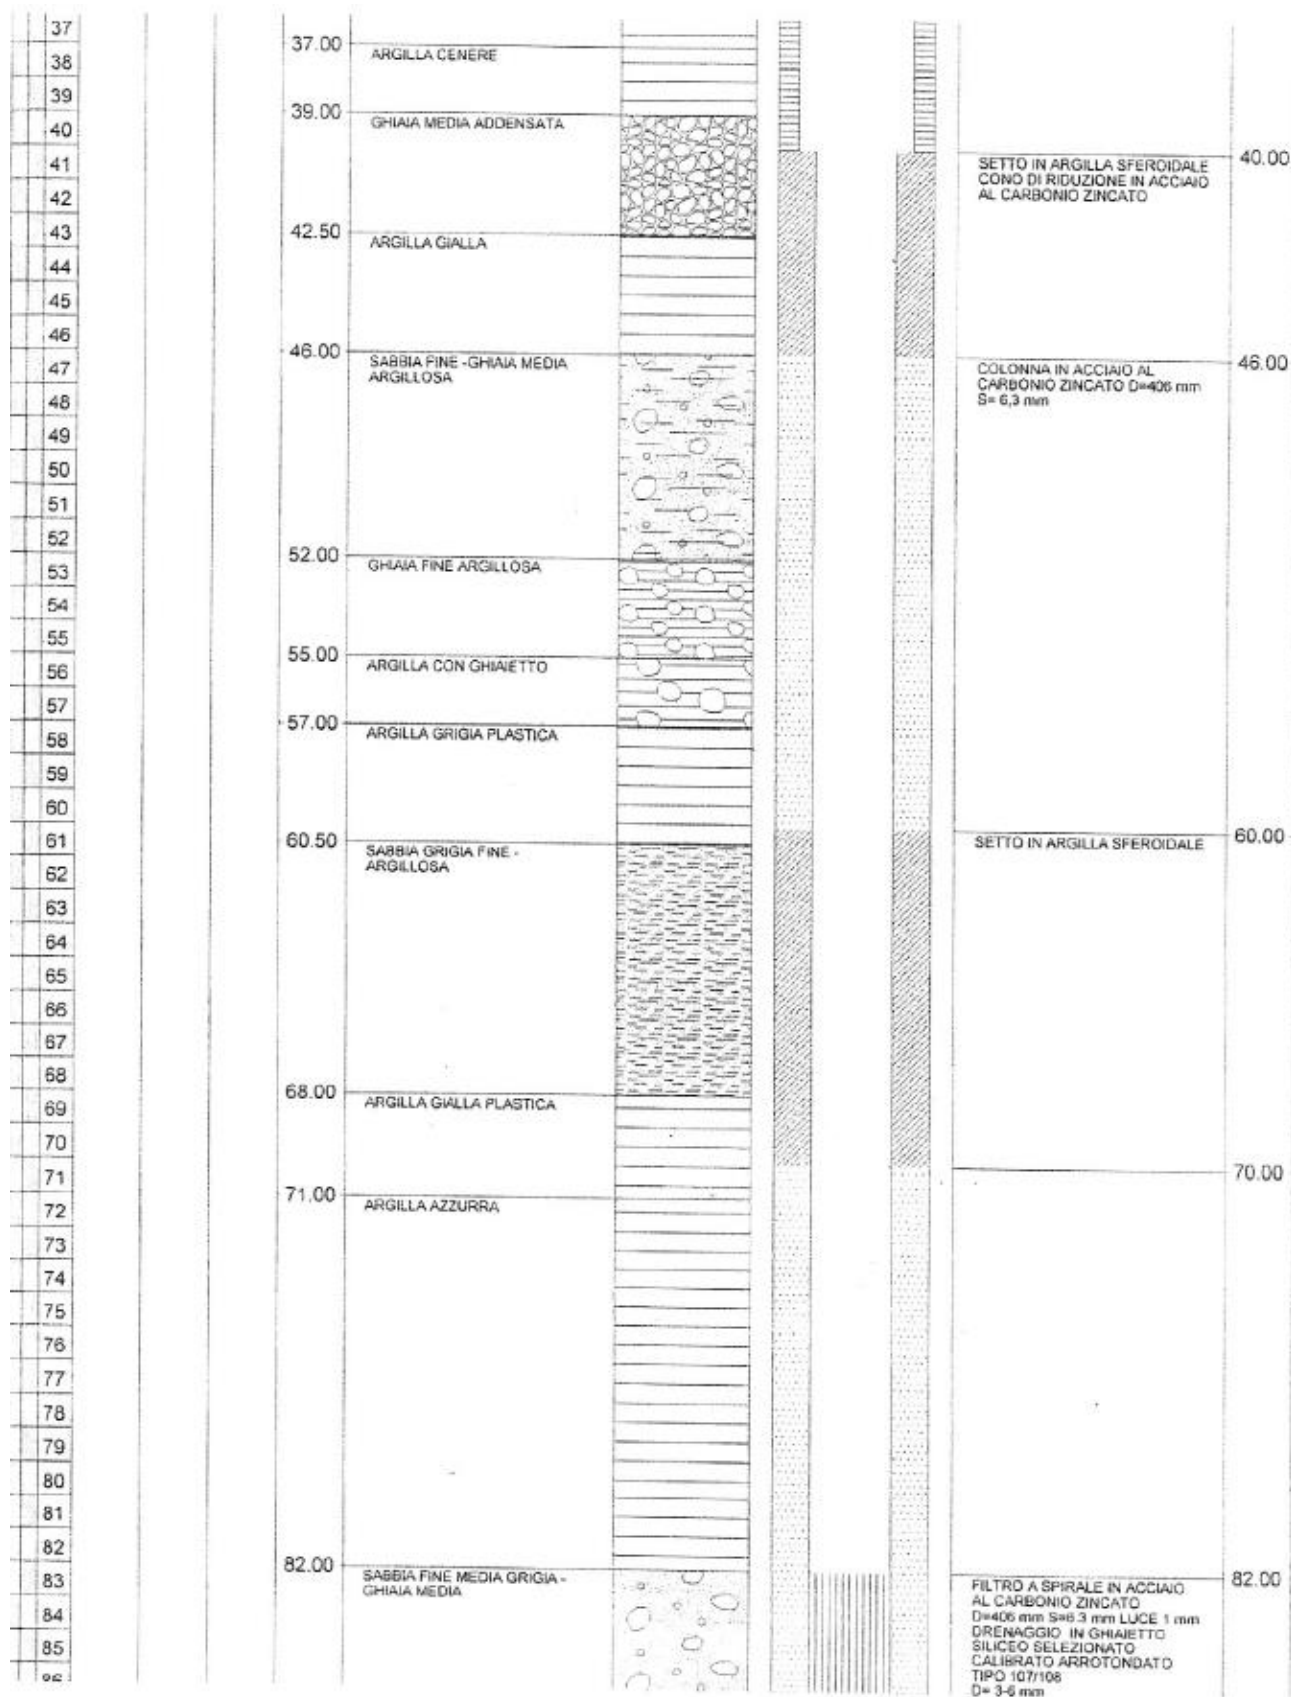 37
37.00
ARGILLA CENERE
38
39
39.00
GHIAIA MEDIA ADDENSATA
40
40.00
SETTO IN ARGILLA SFEROIDALE
CONO DI RIDUZIONE IN ACCIAIO
AL CARBONIO ZINCATO
41
42
42.50
ARGILLA GIALLA
43
44
45
46
46.00
SABBIA FINE -GHIAIA MEDIA
ARGILLOSA
46.00
COLONNA IN ACCIAIO AL
CARBONIO ZINCATO D=406 mm
S= 6,3 mm
47
48
49
50
51
52
52.00
GHIAIA FINE ARGILLOSA
53
54
55
55.00
ARGILLA CON GHIAIETTO
56
57
57.00
ARGILLA GRIGIA PLASTICA
58
59
60
60.00
SETTO IN ARGILLA SFEROIDALE
61
60.50
SABBIA GRIGIA FINE -
ARGILLOSA
62
63
64
65
66
67
68
68.00
ARGILLA GIALLA PLASTICA
69
70
70.00
71
71.00
ARGILLA AZZURRA
72
73
74
75
76
77
78
79
80
81
82
82.00
SABBIA FINE MEDIA GRIGIA -
GHIAIA MEDIA
82.00
FILTRO A SPIRALE IN ACCIAIO
AL CARBONIO ZINCATO
D=406 mm S=6.3 mm LUCE 1 mm
DRENAGGIO IN GHIAIETTO
SILICEO SELEZIONATO
CALIBRATO ARROTONDATO
TIPO 107/108
D= 3-6 mm
83
84
85
86